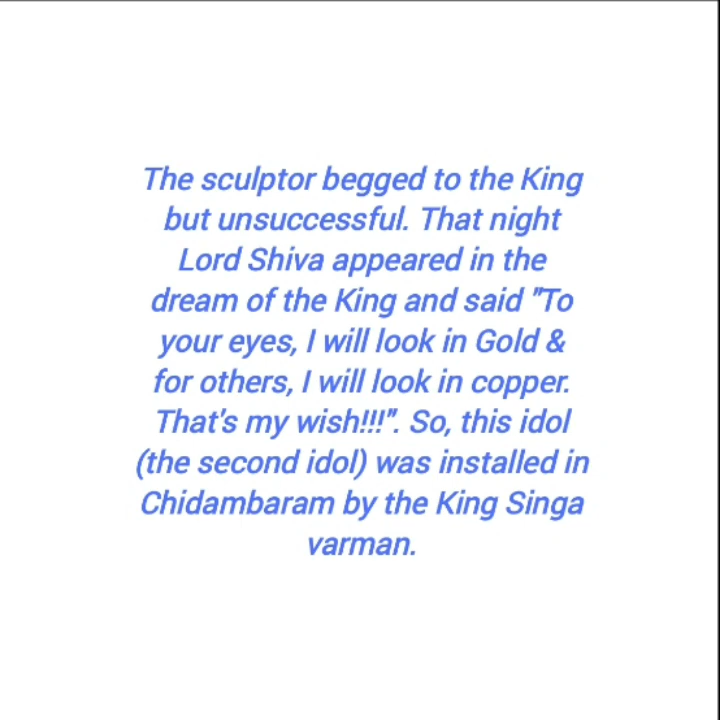 The sculptor begged to the King
but unsuccessful. That night
Lord Shiva appeared in the
dream of the King and said "To
your eyes, I will look in Gold &
for others, I will look in copper.
That's my wish!!!". So, this idol
(the second idol) was installed in
Chidambaram by the King Singa
varman.